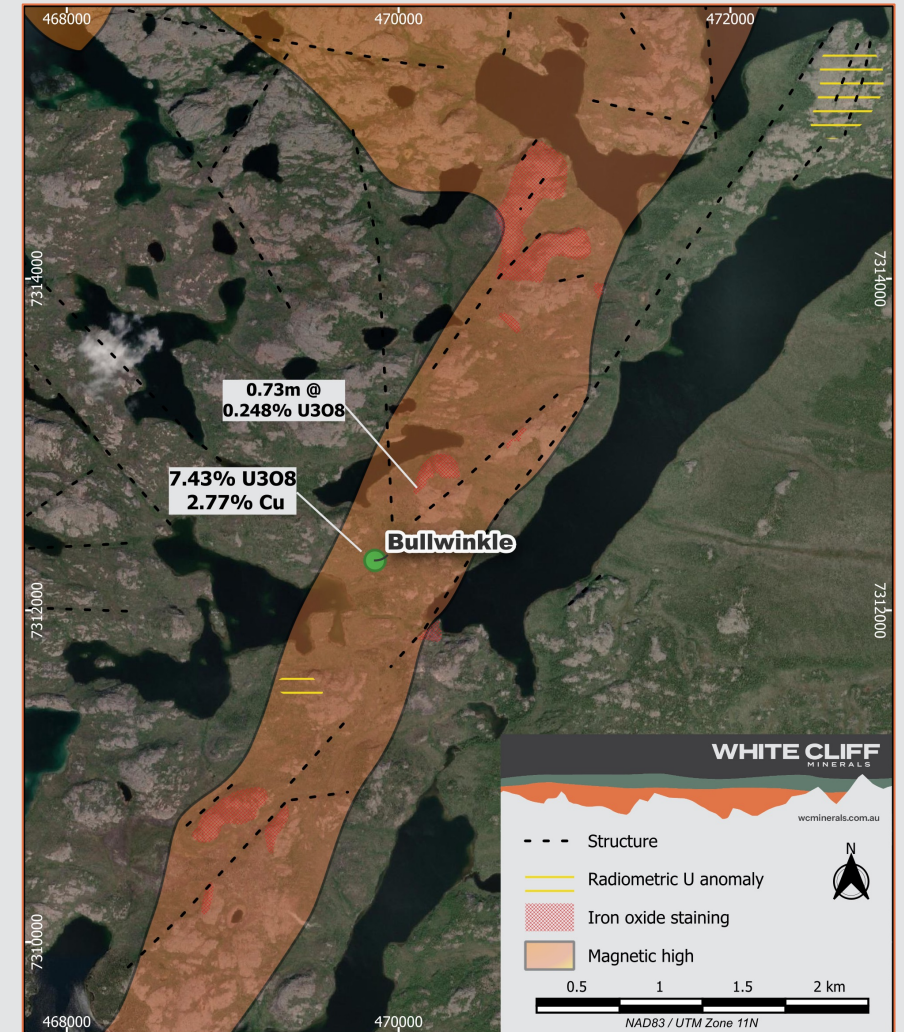 468000
470000
472000
7314000
7314000
0.73m @
0.248% U3O8
7.43% U3O8
2.77% Cu
Bullwinkle
7312000
7312000
WHITE CLIFF
MINERALS
wcminerals.com.au
Structure
N
Radiometric U anomaly
Iron oxide staining
Magnetic high
7310000
0.5 1 1.5 2 km
NAD83 / UTM Zone 11N
468000
470000